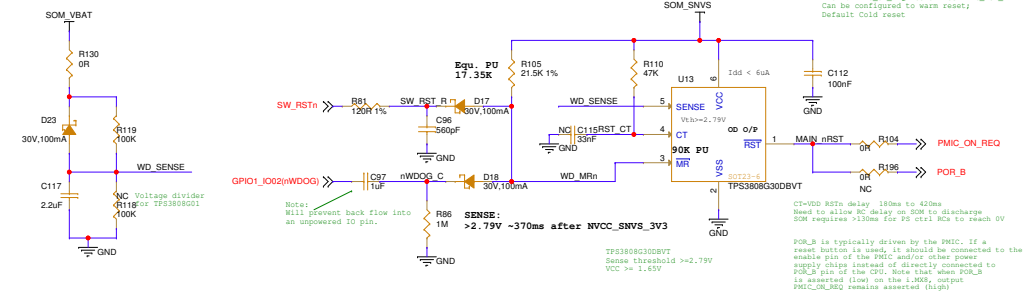 Can be configured to warm reset;
Default Cold reset
SOM_VBAT
SOM_SNVS
R130
0R
D23
30V,100mA
R119
100K
WD_SENSE
C117
2.2uF
NC
R118
100K
Voltage divider
for TPS3808G01
GND
SW_RSTn
R81
120R 1%
SW_RST_R
D17
30V,100mA
C96
560pF
GND
Equ. PU
17.35K
R105
21.5K 1%
R110
47K
GPIO1_IO02(nWDOG)
C97
1uF
nWDOG_C
D18
30V,100mA
Note:
Will prevent back flow into
an unpowered IO pin.
R86
1M
GND
SENSE:
>2.79V ~370ms after NVCC_SNVS_3V3
WD_SENSE
NC
C115
33nF
RST_CT
GND
WD_MRn
U13
Idd < 6uA
6
VCC
5
SENSE
Vth>=2.79V
4
CT
OD O/P
90K PU
RST
1
3
MR
VSS
SOT23-6
2
TPS3808G30DBVT
GND
C112
100nF
GND
MAIN_nRST
R104
0R
PMIC_ON_REQ
R196
0R
NC
POR_B
TPS3808G30DBVT
Sense threshold >=2.79V
VCC >= 1.65V
CT=VDD RSTn delay  180ms to 420ms
Need to allow RC delay on SOM to discharge
SOM requires >130ms for PS ctrl RCs to reach 0V
POR_B is typically driven by the PMIC. If a
reset button is used, it should be connected to the
enable pin of the PMIC and/or other power
supply chips instead of directly connected to
POR_B pin of the CPU. Note that when POR_B
is asserted (low) on the i.MX8, output
PMIC_ON_REQ remains asserted (high)